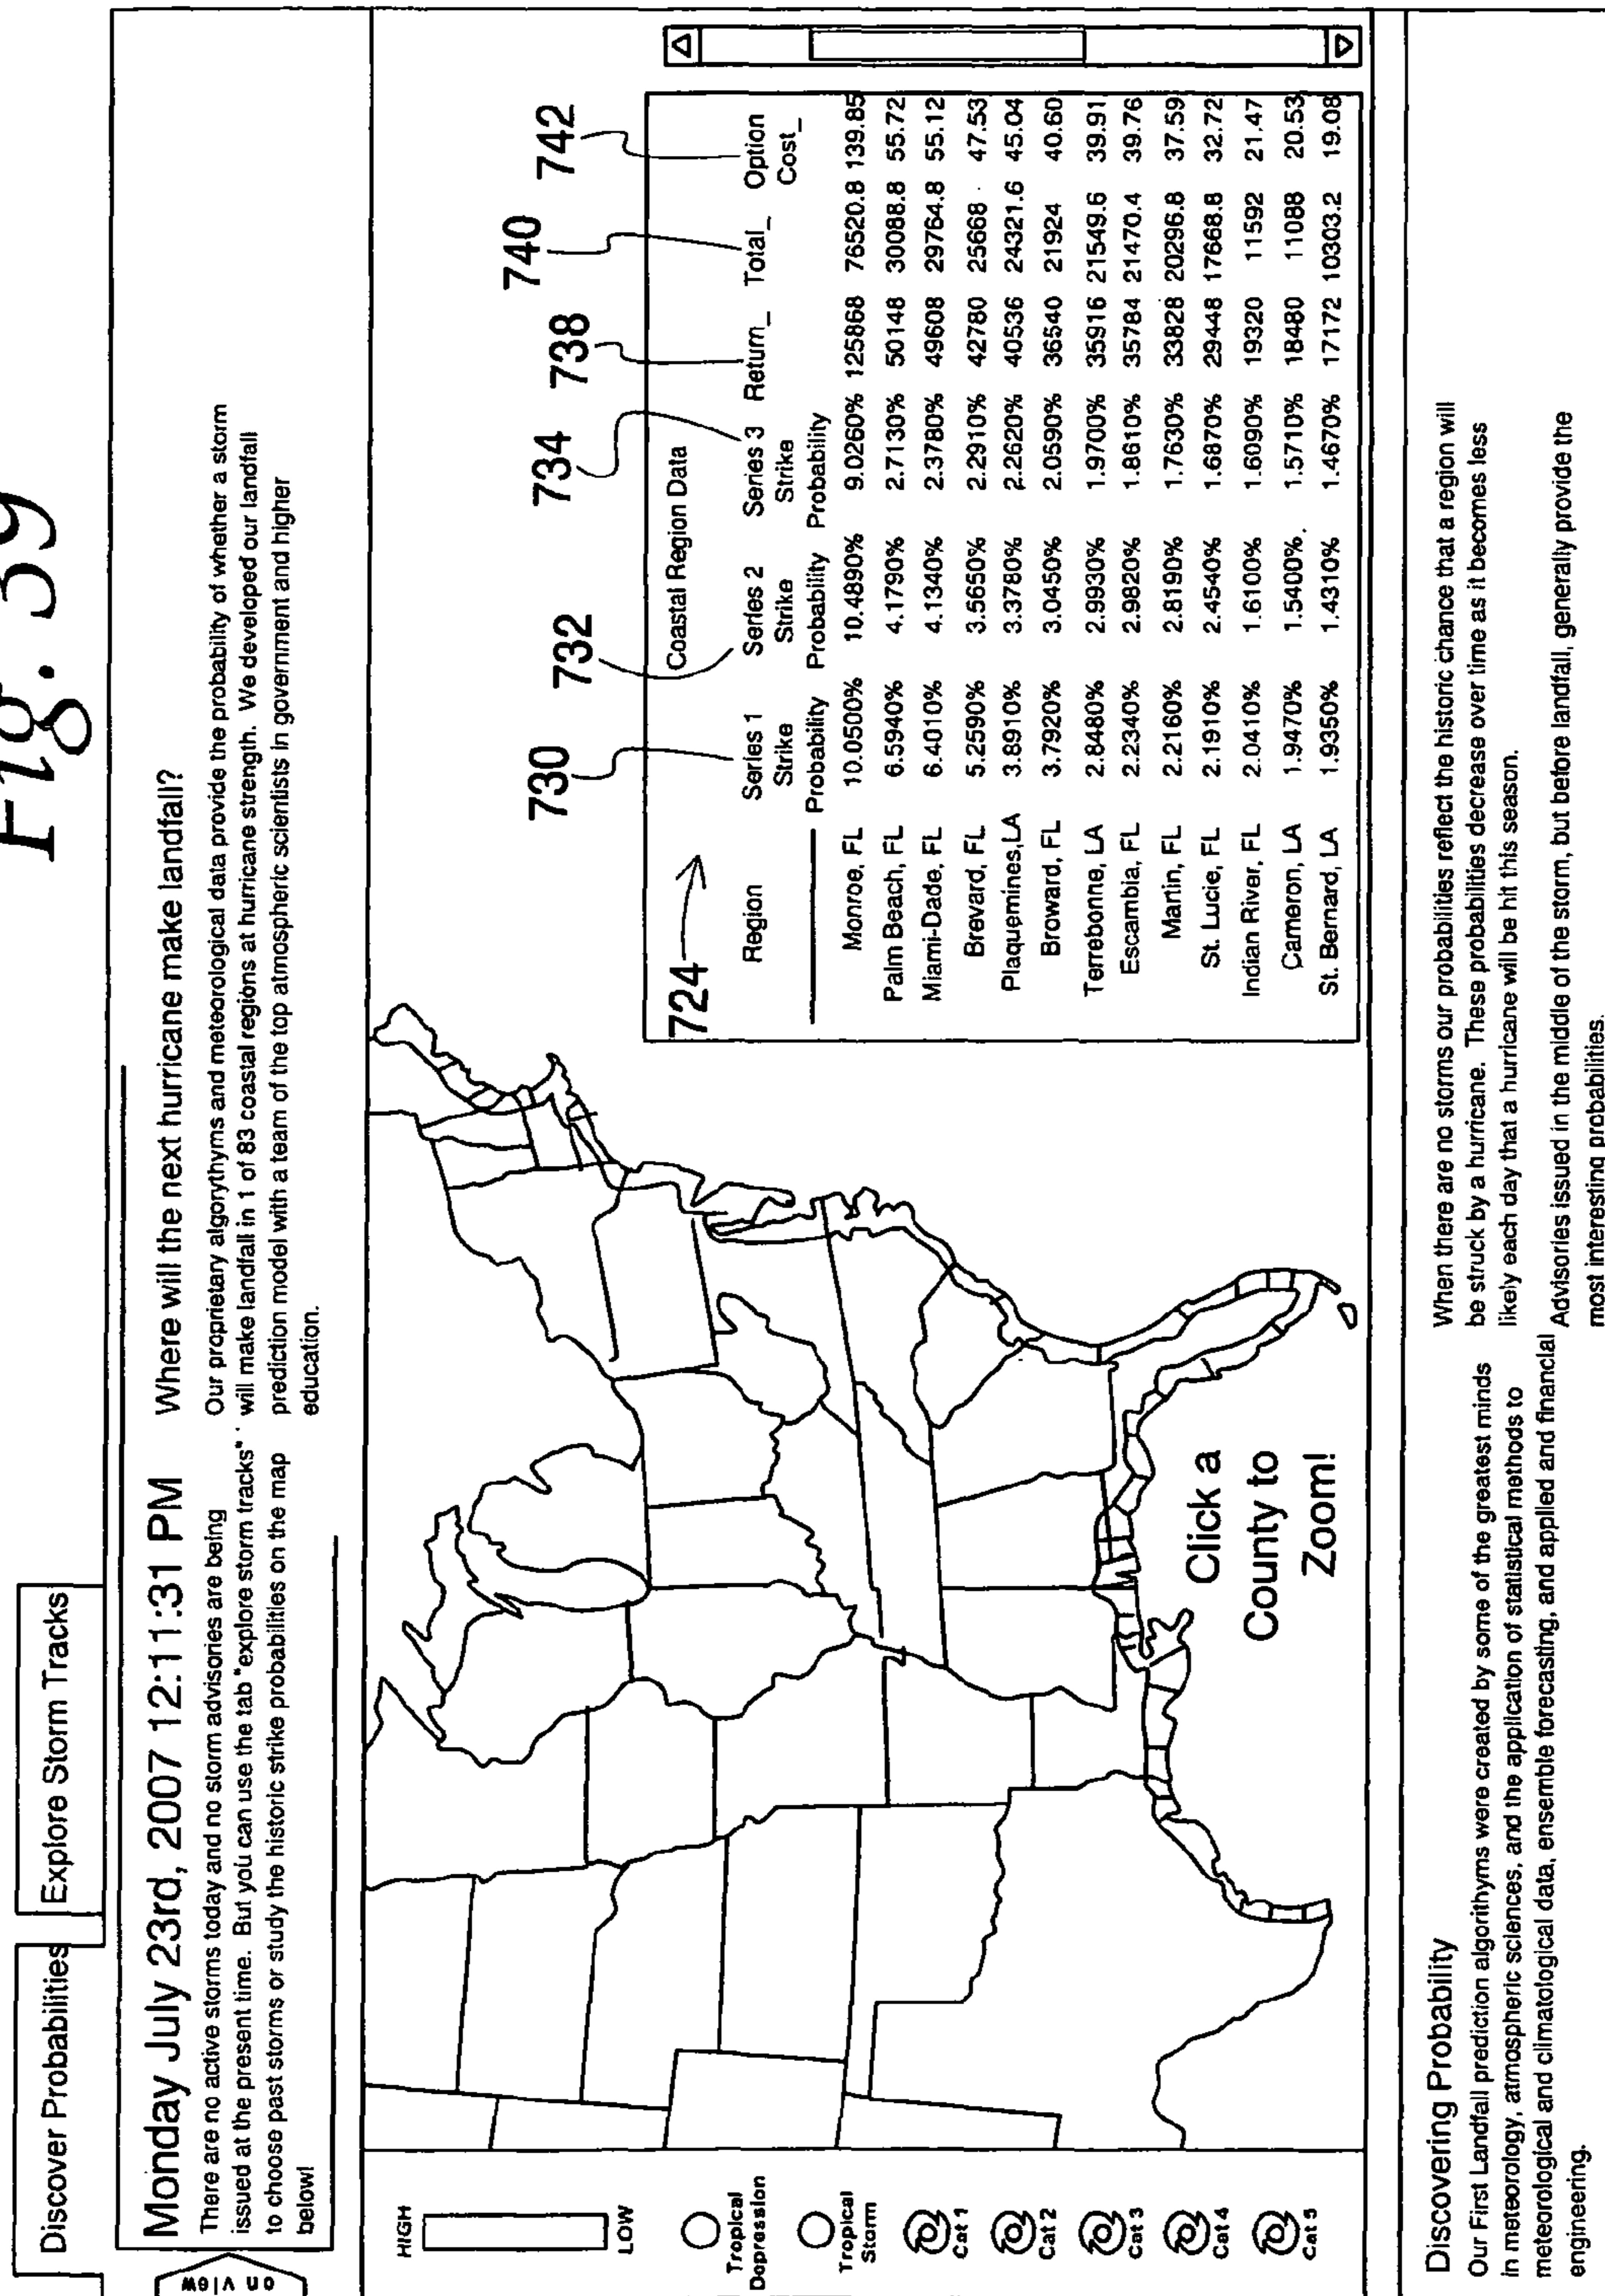 Fig. 39
Discover Probabilities
Explore Storm Tracks
on view
Monday July 23rd, 2007 12:11:31 PM
There are no active storms today and no storm advisories are being
issued at the present time. But you can use the tab "explore storm tracks"
to choose past storms or study the historic strike probabilities on the map
below!
Where will the next hurricane make landfall?
Our proprietary algorythyms and meteorological data provide the probability of whether a storm
will make landfall in 1 of 83 coastal regions at hurricane strength. We developed our landfall
prediction model with a team of the top atmospheric scientists in government and higher
education.
HIGH
LOW
Tropical
Depression
Tropical
Storm
Cat 1
Cat 2
Cat 3
Cat 4
Cat 5
Click a
County to
Zoom!
724
730
732
734
738
740
742
Coastal Region Data
Region Series 1 Strike Probability Series 2 Strike Probability Series 3 Strike Probability Return_ Total_ Option Cost_
Monroe, FL 10.0500% 10.4890% 9.0260% 125868 76520.8 139.85
Palm Beach, FL 6.5940% 4.1790% 2.7130% 50148 30088.8 55.72
Miami-Dade, FL 6.4010% 4.1340% 2.3780% 49608 29764.8 55.12
Brevard, FL 5.2590% 3.5650% 2.2910% 42780 25668 47.53
Plaquemines,LA 3.8910% 3.3780% 2.2620% 40536 24321.6 45.04
Broward, FL 3.7920% 3.0450% 2.0590% 36540 21924 40.60
Terrebonne, LA 2.8480% 2.9930% 1.9700% 35916 21549.6 39.91
Escambia, FL 2.2340% 2.9820% 1.8610% 35784 21470.4 39.76
Martin, FL 2.2160% 2.8190% 1.7630% 33828 20296.8 37.59
St. Lucie, FL 2.1910% 2.4540% 1.6870% 29448 17668.8 32.72
Indian River, FL 2.0410% 1.6100% 1.6090% 19320 11592 21.47
Cameron, LA 1.9470% 1.5400% 1.5710% 18480 11088 20.53
St. Bernard, LA 1.9350% 1.4310% 1.4670% 17172 10303.2 19.08
Discovering Probability
Our First Landfall prediction algorithyms were created by some of the greatest minds
in meteorology, atmospheric sciences, and the application of statistical methods to
meteorological and climatological data, ensemble forecasting, and applied and financial
engineering.
When there are no storms our probabilities reflect the historic chance that a region will
be struck by a hurricane. These probabilities decrease over time as it becomes less
likely each day that a hurricane will be hit this season.
Advisories issued in the middle of the storm, but before landfall, generally provide the
most interesting probabilities.